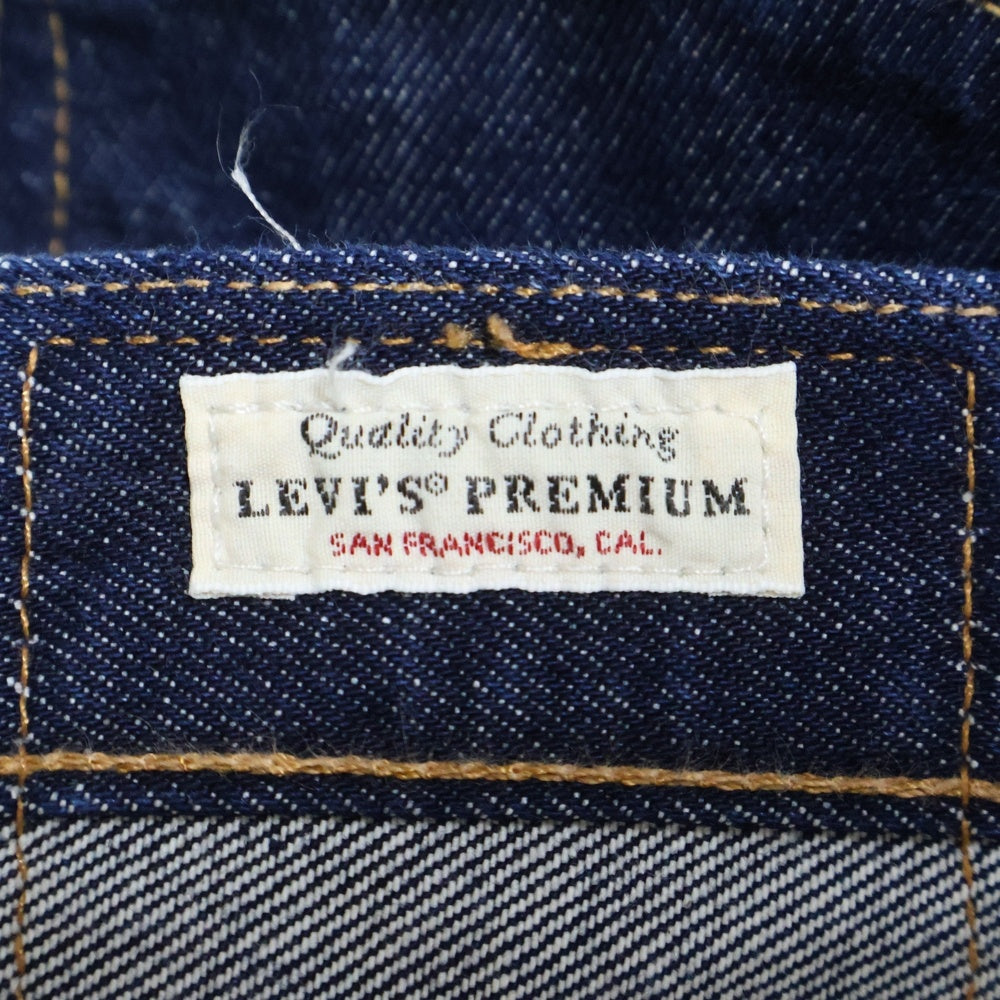 Quality Clothing
LEVI'S® PREMIUM
SAN FRANCISCO, CAL.